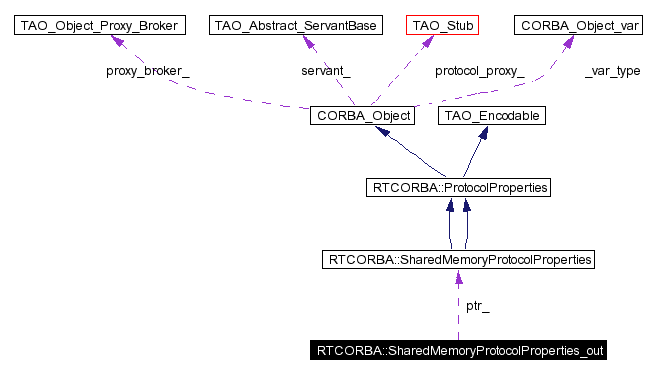 TAO_Object_Proxy_Broker
TAO_Abstract_ServantBase
TAO_Stub
CORBA_Object_var
proxy_broker_
servant_
protocol_proxy_
_var_type
CORBA_Object
TAO_Encodable
RTCORBA::ProtocolProperties
RTCORBA::SharedMemoryProtocolProperties
ptr_
RTCORBA::SharedMemoryProtocolProperties_out